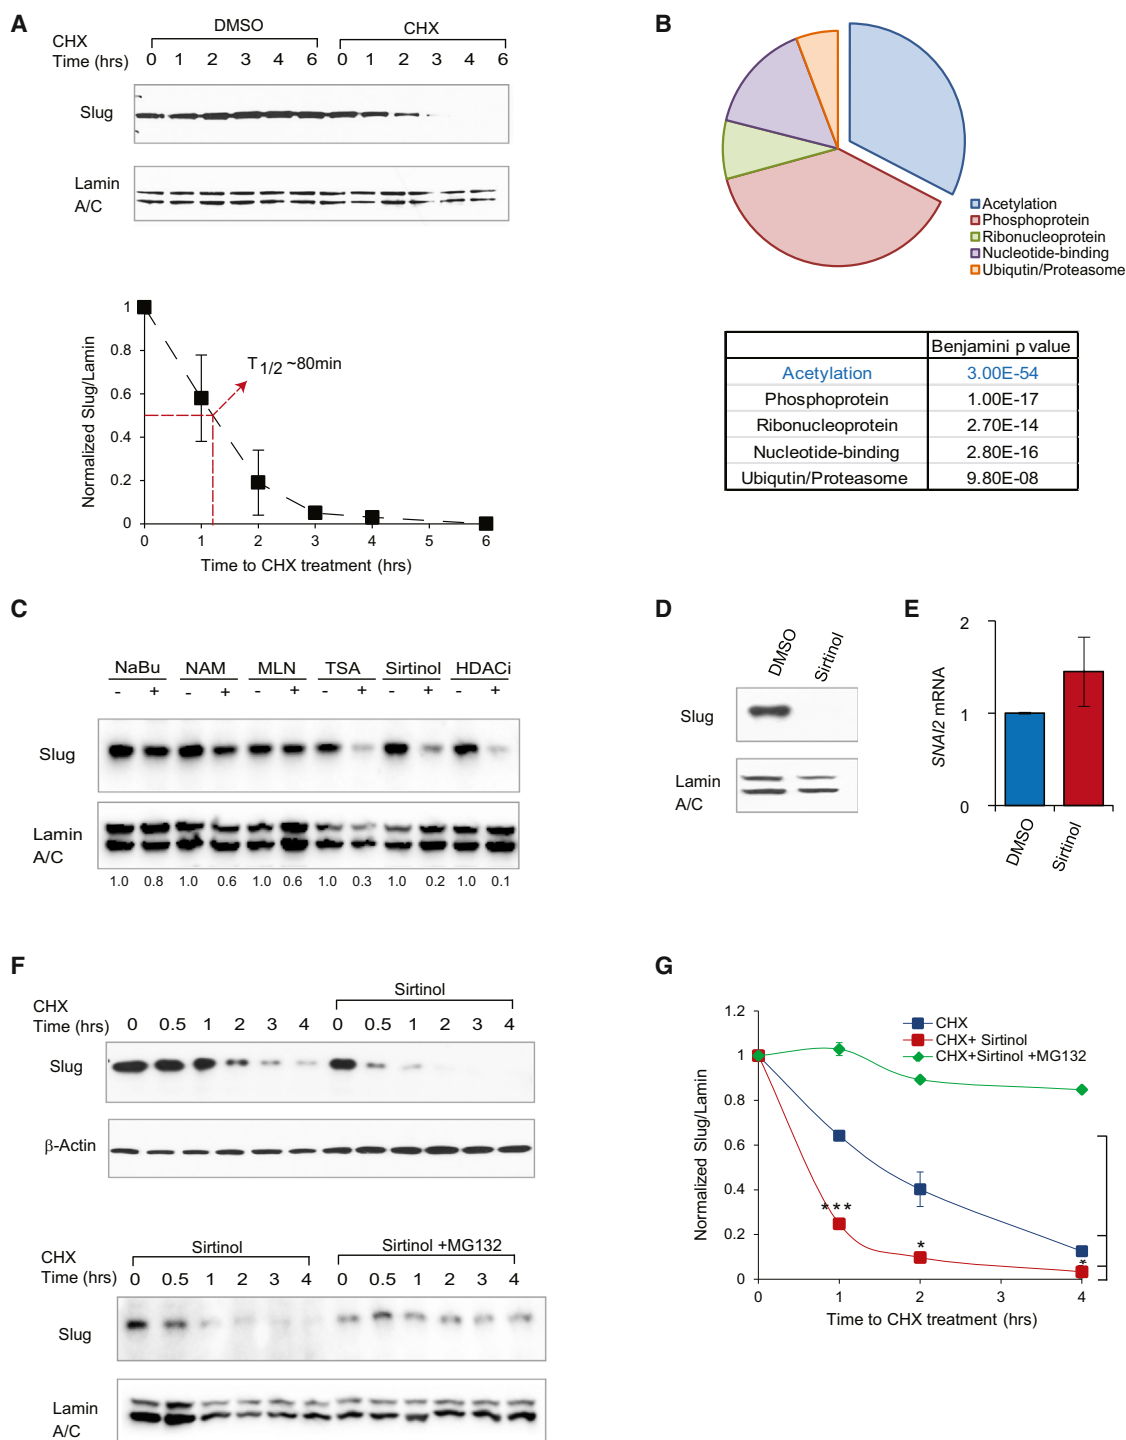 A
DMSO
CHX
CHX
Time (hrs) 0 1 2 3 4 6 0 1 2 3 4 6
Slug
Lamin
A/C
Normalized Slug/Lamin
1
0.8
0.6
0.4
0.2
0
T1/2 ~80min
0 1 2 3 4 5 6
Time to CHX treatment (hrs)
B
Acetylation
Phosphoprotein
Ribonucleoprotein
Nucleotide-binding
Ubiqutin/Proteasome
Benjamini p value
Acetylation 3.00E-54
Phosphoprotein 1.00E-17
Ribonucleoprotein 2.70E-14
Nucleotide-binding 2.80E-16
Ubiqutin/Proteasome 9.80E-08
C
NaBu NAM MLN TSA Sirtinol HDACi
- + - + - + - + - + - +
Slug
Lamin
A/C
1.0 0.8 1.0 0.6 1.0 0.6 1.0 0.3 1.0 0.2 1.0 0.1
D
DMSO
Sirtinol
Slug
Lamin
A/C
E
SNAI2 mRNA
2
1
0
DMSO
Sirtinol
F
Sirtinol
CHX
Time (hrs) 0 0.5 1 2 3 4 0 0.5 1 2 3 4
Slug
β-Actin
Sirtinol
Sirtinol +MG132
CHX
Time (hrs) 0 0.5 1 2 3 4 0 0.5 1 2 3 4
Slug
Lamin
A/C
G
Normalized Slug/Lamin
1.2
1
0.8
0.6
0.4
0.2
0
CHX
CHX+ Sirtinol
CHX+Sirtinol +MG132
***
*
*
0 1 2 3 4
Time to CHX treatment (hrs)